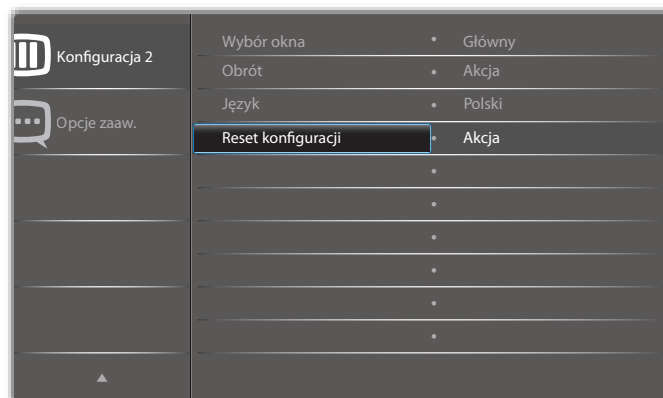 Konfiguracja 2
Opcje zaaw.
Wybór okna • Główny
Obrót • Akcja
Język • Polski
Reset konfiguracji • Akcja